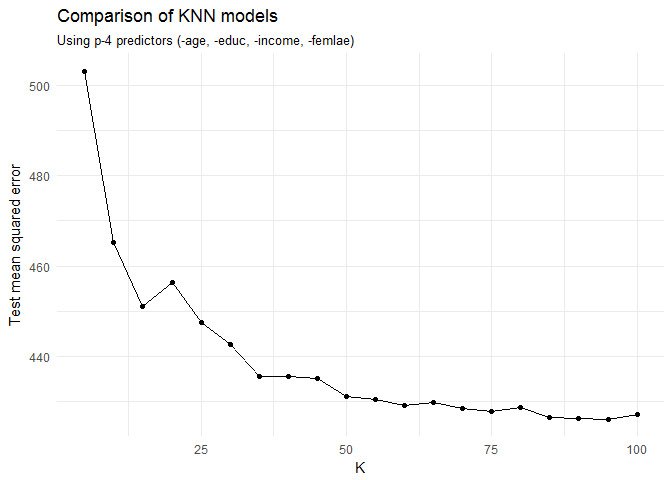 Comparison of KNN models
Using p-4 predictors (-age, -educ, -income, -femlae)
Test mean squared error
500
480
460
440
25 50 75 100
K